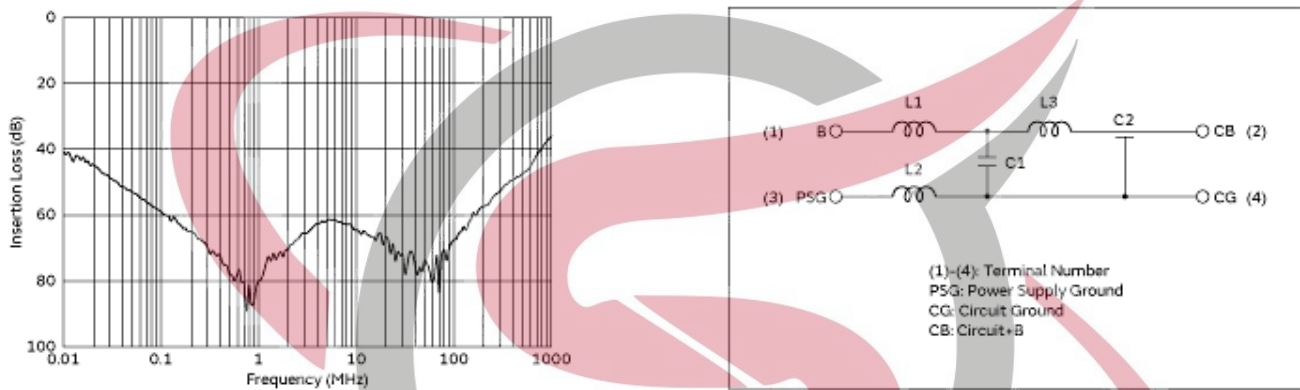 0
20
40
60
80
100
Insertion Loss (dB)
0.01
0.1
1
10
100
1000
Frequency (MHz)
L1
L3
C2
(1) B
CB (2)
C1
L2
(3) PSG
CG (4)
(1)-(4): Terminal Number
PSG: Power Supply Ground
CG: Circuit Ground
CB: Circuit+B